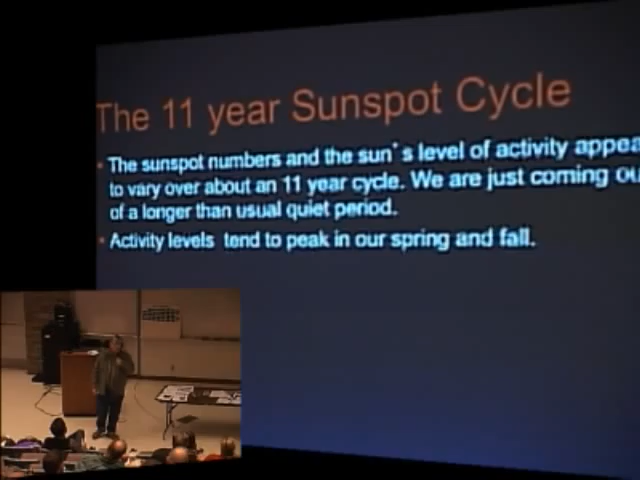 The 11 year Sunspot Cycle
The sunspot numbers and the sun's level of activity
to vary over about an 11 year cycle. We are just coming
of a longer than usual quiet period.
Activity levels tend to peak in our spring and fall.